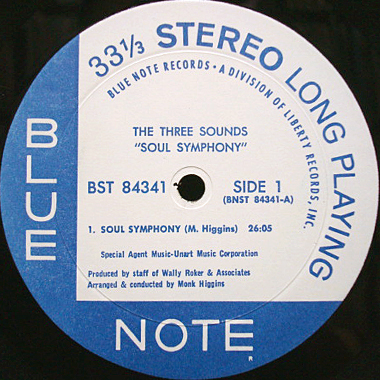 33⅓ STEREO LONG PLAYING
BLUE NOTE RECORDS • A DIVISION OF LIBERTY RECORDS, INC.
THE THREE SOUNDS
"SOUL SYMPHONY"
BST 84341
SIDE 1
(BNST 84341-A)
1. SOUL SYMPHONY (M. Higgins) 26:05
Special Agent Music-Unart Music Corporation
Produced by staff of Wally Roker & Associates
Arranged & conducted by Monk Higgins
BLUE
NOTE
R